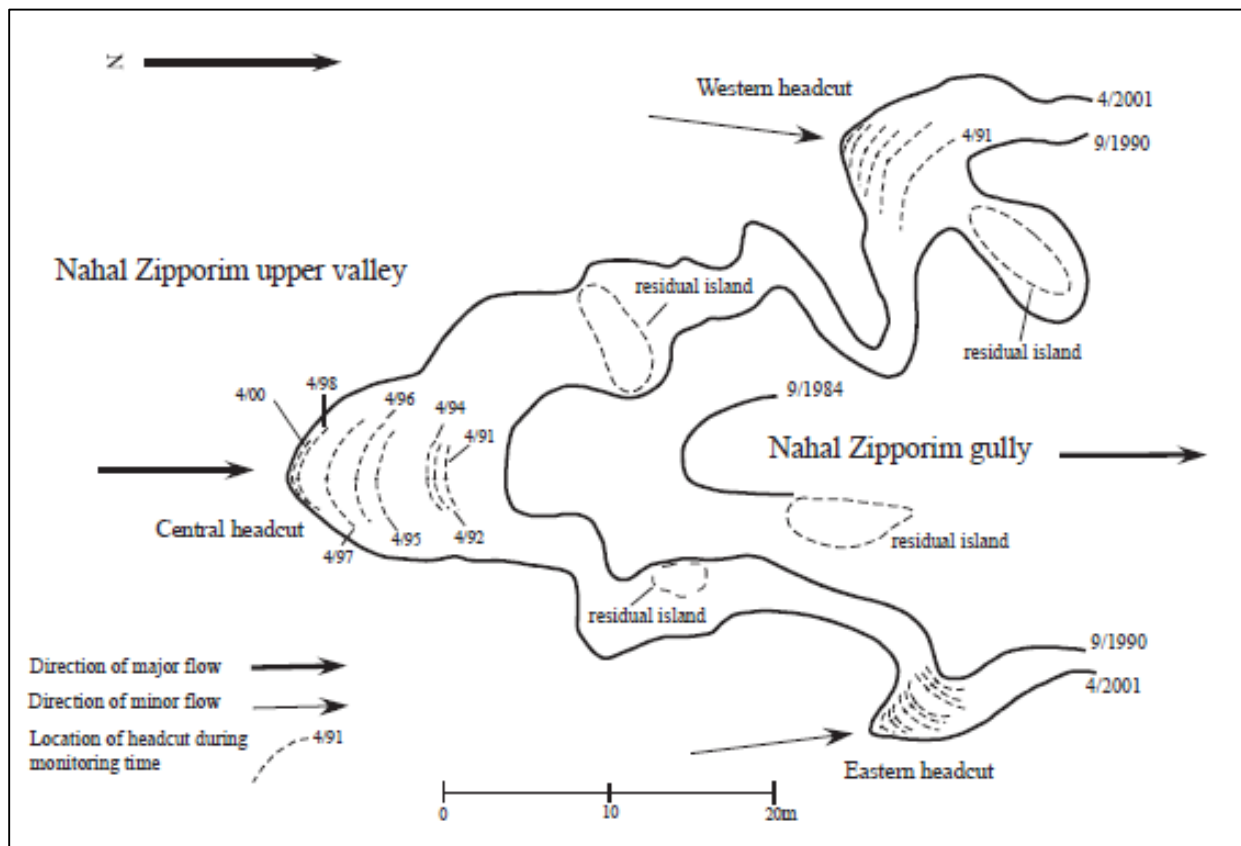 N
Western headcut
4/2001
9/1990
4/91
Nahal Zipporim upper valley
residual island
residual island
4/98
4/00
4/96
4/94
4/91
9/1984
Nahal Zipporim gully
Central headcut
4/97
4/95
4/92
residual island
residual island
9/1990
4/2001
Eastern headcut
Direction of major flow
Direction of minor flow
Location of headcut during
monitoring time
4/91
0
10
20m